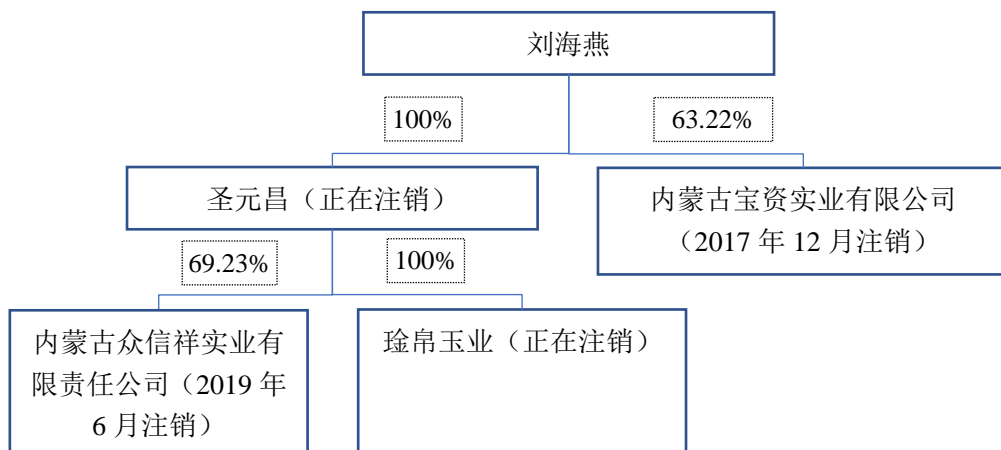 刘海燕
100%
63.22%
圣元昌（正在注销）
内蒙古宝资实业有限公司
（2017 年 12 月注销）
69.23%
100%
内蒙古众信祥实业有
限责任公司（2019 年
6 月注销）
琻帛玉业（正在注销）